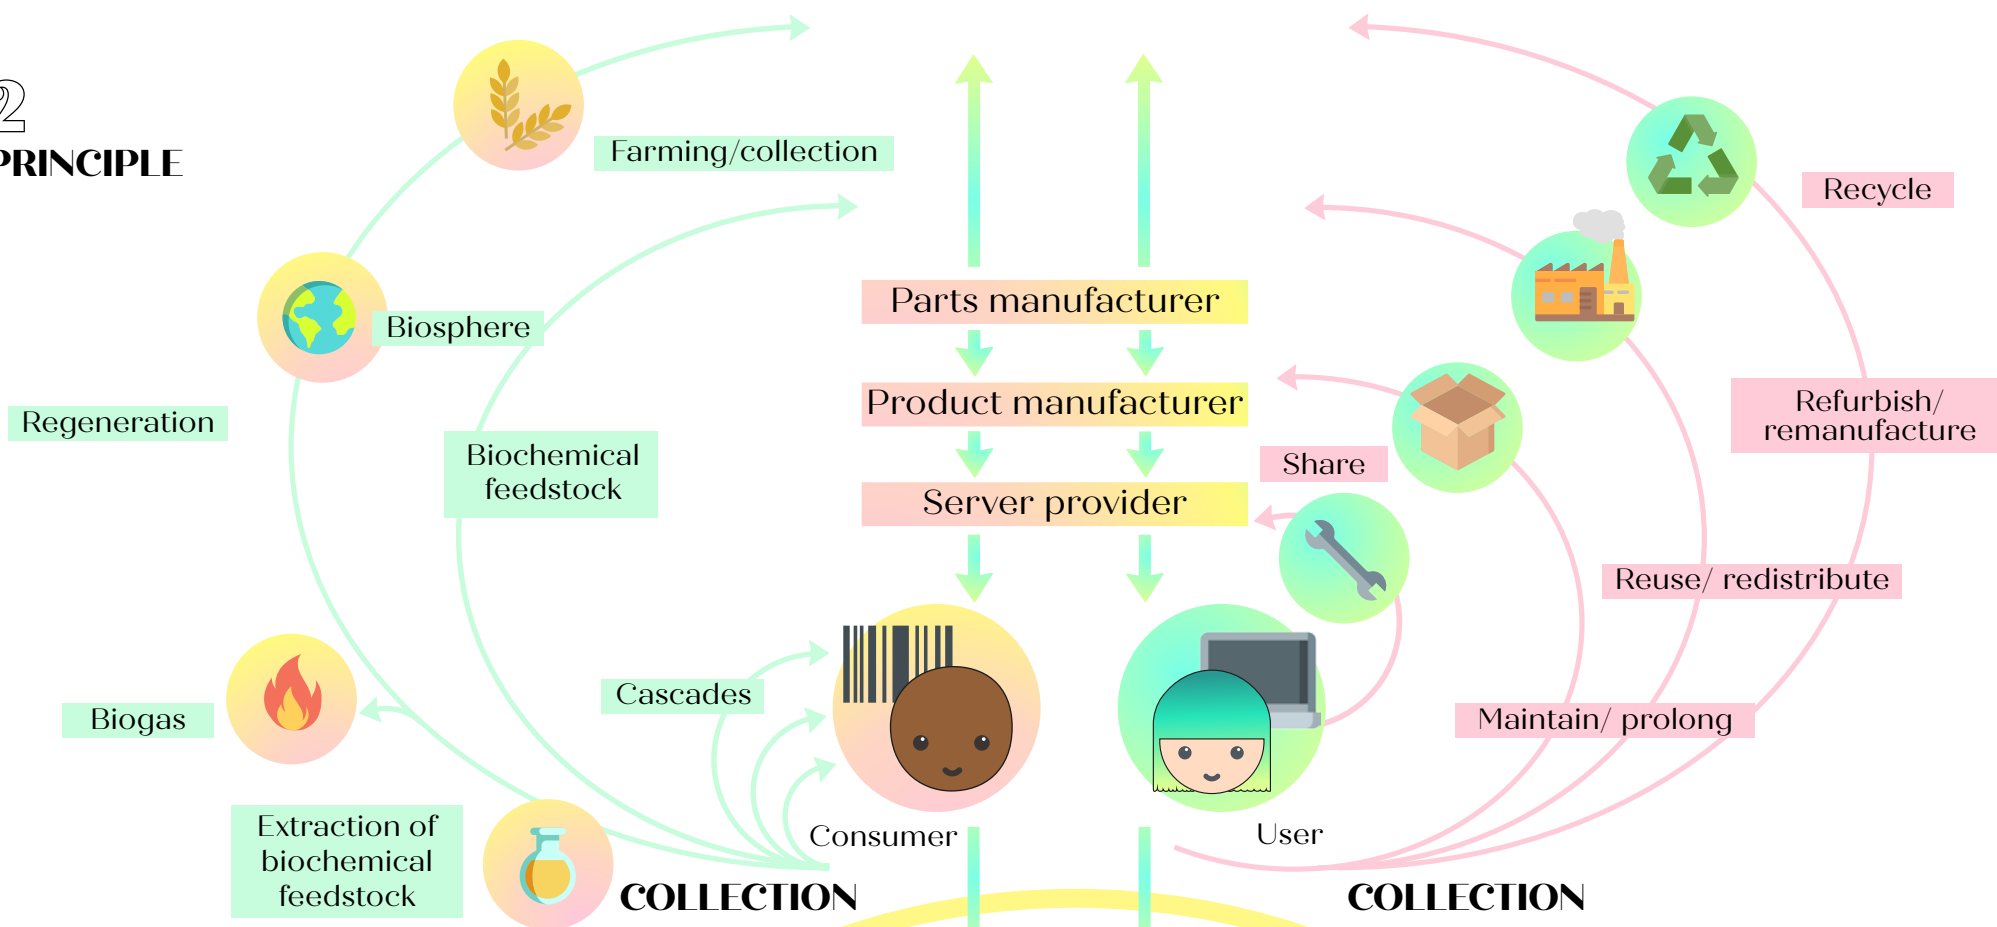 2
PRINCIPLE
Farming/collection
Recycle
Parts manufacturer
Biosphere
Product manufacturer
Refurbish/
remanufacture
Regeneration
Biochemical
feedstock
Share
Server provider
Reuse/ redistribute
Cascades
Biogas
Maintain/ prolong
Extraction of
biochemical
feedstock
Consumer
User
COLLECTION
COLLECTION